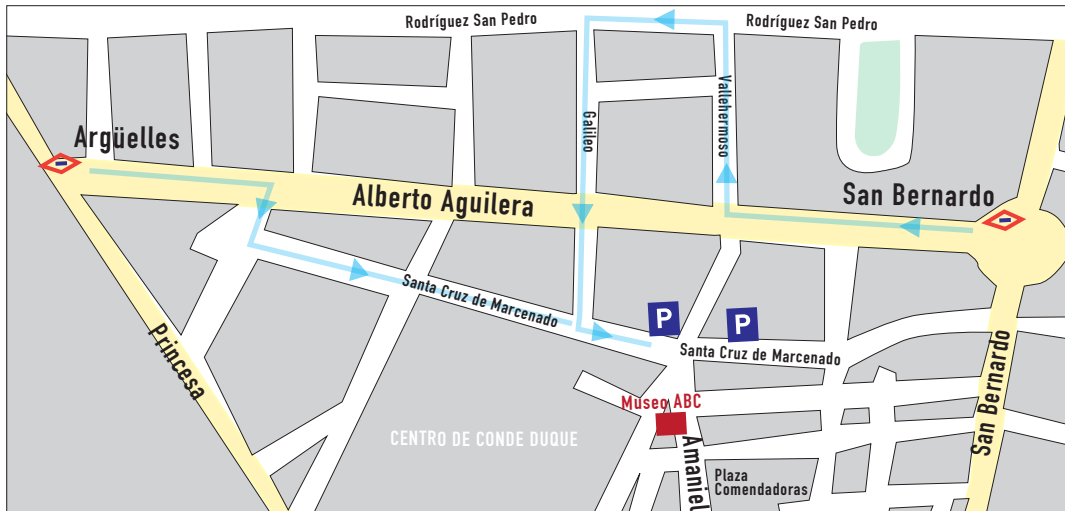 Rodríguez San Pedro
Rodríguez San Pedro
Galileo
Vallehermoso
Argüelles
Alberto Aguilera
San Bernardo
Santa Cruz de Marcenado
P
P
Santa Cruz de Marcenado
Princesa
San Bernardo
Museo ABC
CENTRO DE CONDE DUQUE
Amaniel
Plaza
Comendadoras